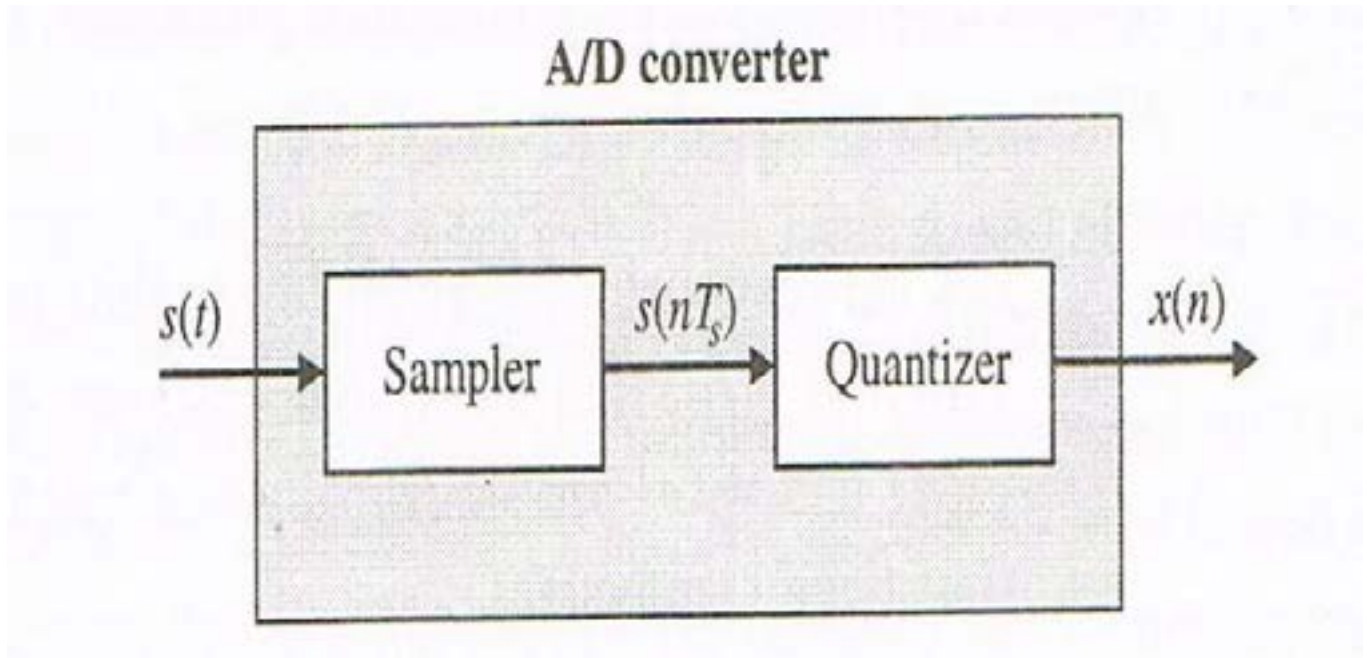 A/D converter
s(t)
Sampler
s(nTs)
Quantizer
x(n)